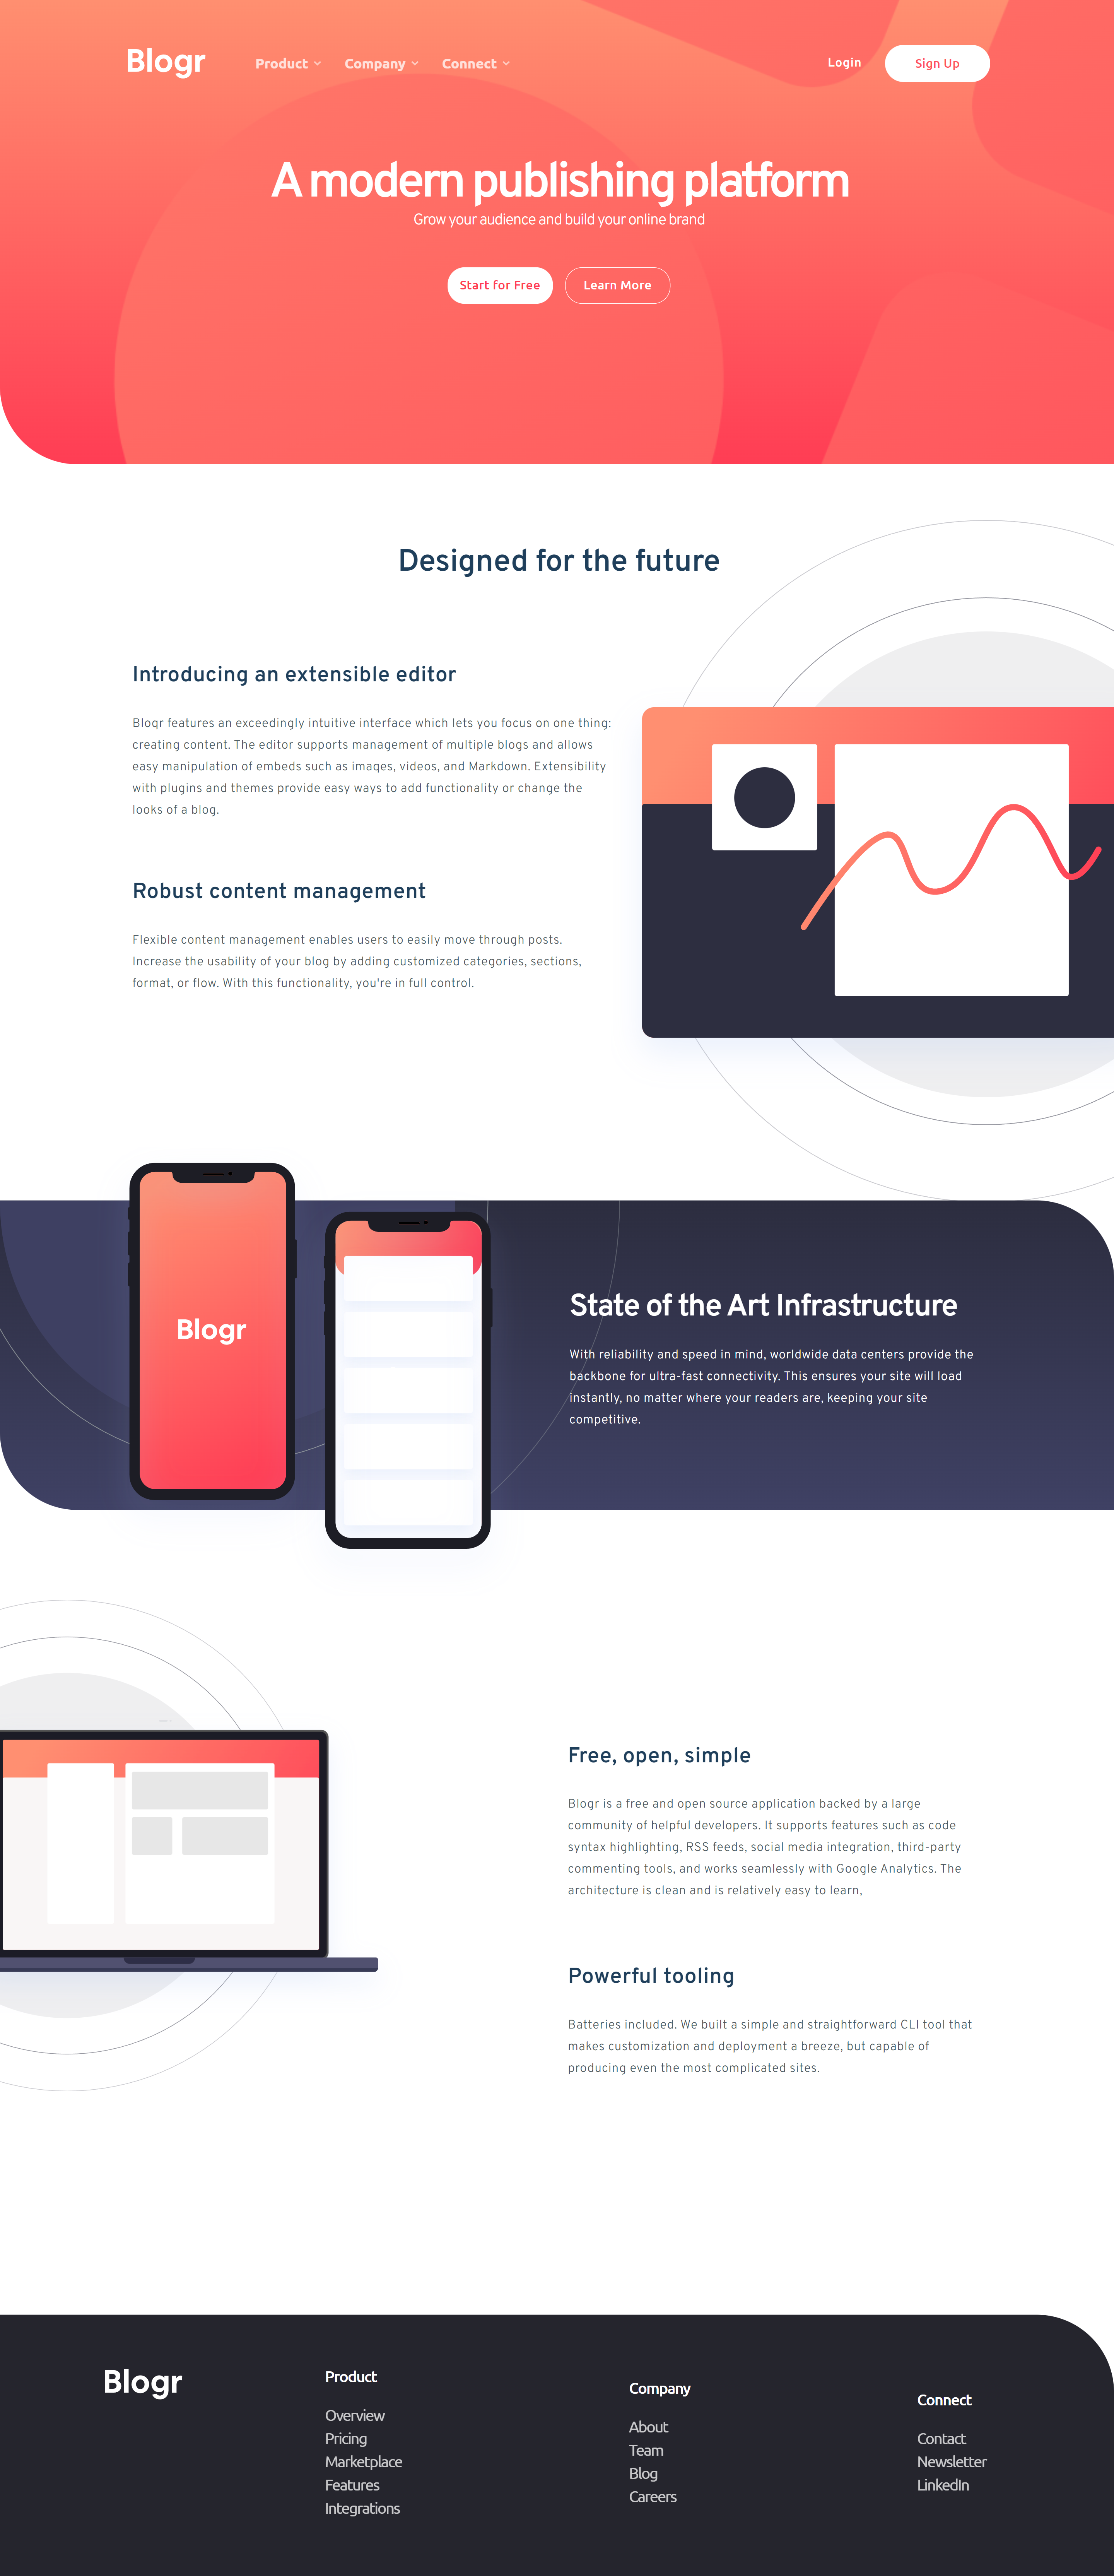 Blogr
Product
Company
Connect
Login
Sign Up
A modern publishing platform
Grow your audience and build your online brand
Start for Free
Learn More
Designed for the future
Introducing an extensible editor
Blogr features an exceedingly intuitive interface which lets you focus on one thing:
creating content. The editor supports management of multiple blogs and allows
easy manipulation of embeds such as images, videos, and Markdown. Extensibility
with plugins and themes provide easy ways to add functionality or change the
looks of a blog.
Robust content management
Flexible content management enables users to easily move through posts.
Increase the usability of your blog by adding customized categories, sections,
format, or flow. With this functionality, you're in full control.
Blogr
State of the Art Infrastructure
With reliability and speed in mind, worldwide data centers provide the
backbone for ultra-fast connectivity. This ensures your site will load
instantly, no matter where your readers are, keeping your site
competitive.
Free, open, simple
Blogr is a free and open source application backed by a large
community of helpful developers. It supports features such as code
syntax highlighting, RSS feeds, social media integration, third-party
commenting tools, and works seamlessly with Google Analytics. The
architecture is clean and is relatively easy to learn,
Powerful tooling
Batteries included. We built a simple and straightforward CLI tool that
makes customization and deployment a breeze, but capable of
producing even the most complicated sites.
Blogr
Product
Overview
Pricing
Marketplace
Features
Integrations
Company
About
Team
Blog
Careers
Connect
Contact
Newsletter
LinkedIn